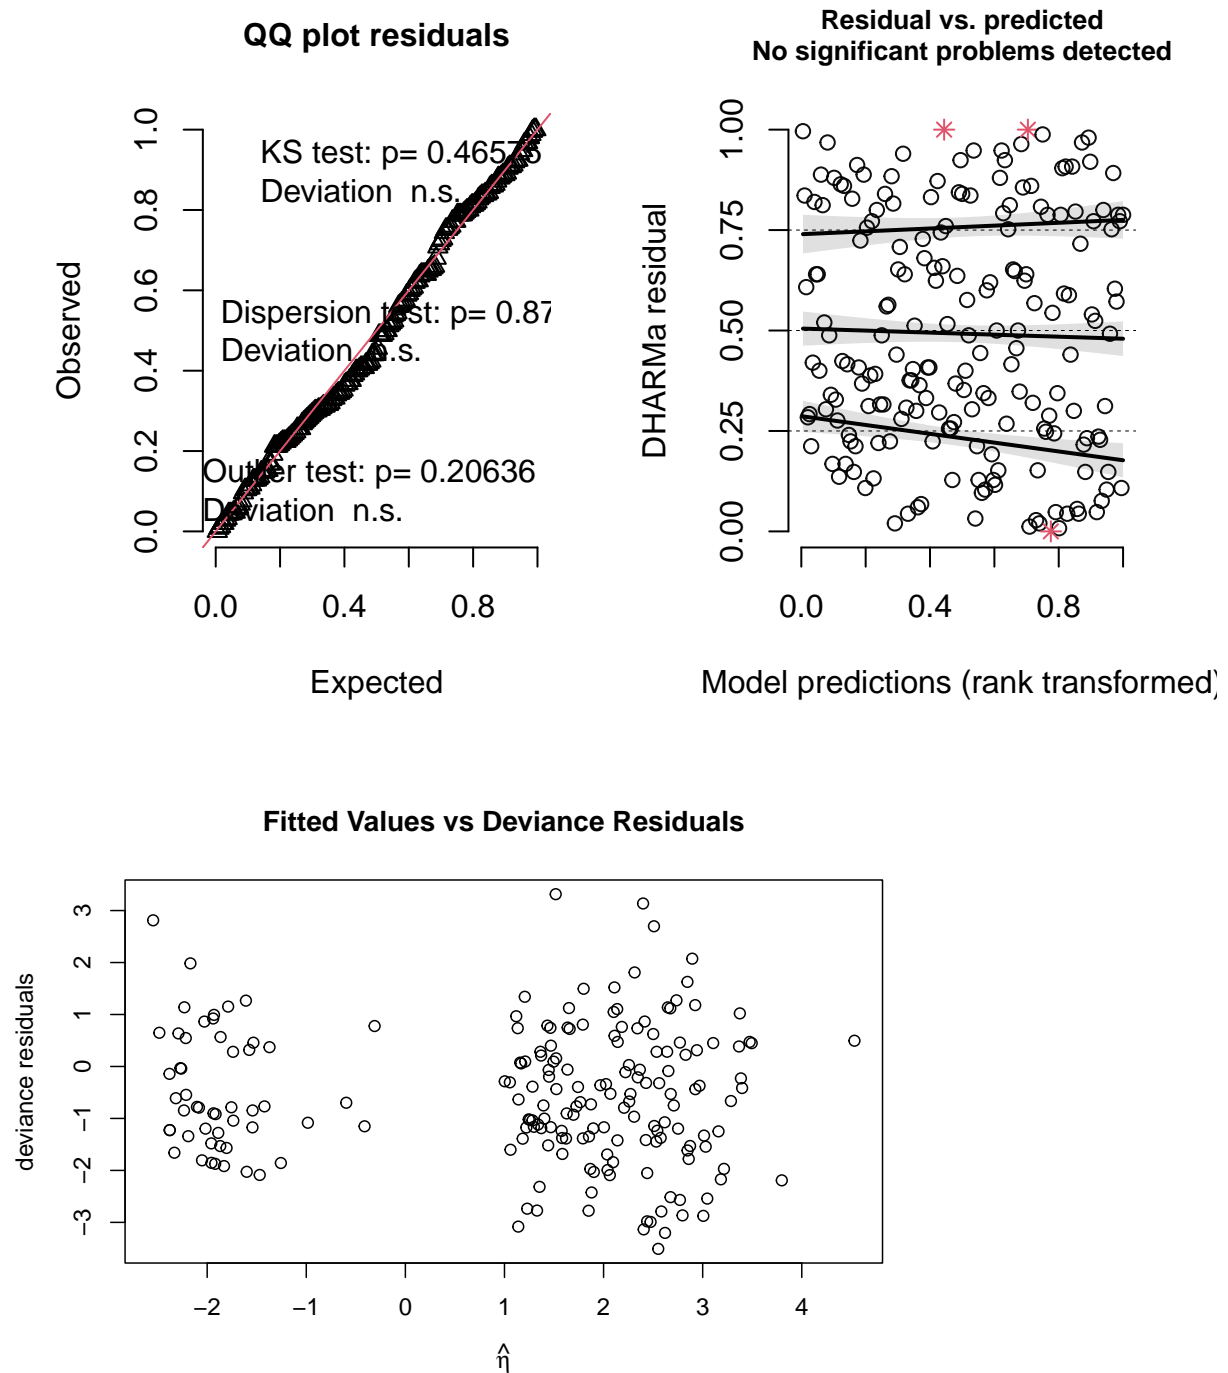 QQ plot residuals
KS test: p= 0.46576
Deviation n.s.
Dispersion test: p= 0.87
Deviation n.s.
Outlier test: p= 0.20636
Deviation n.s.
Observed
0.0 0.2 0.4 0.6 0.8 1.0
0.0 0.4 0.8
Expected
Residual vs. predicted
No significant problems detected
DHARMa residual
0.00 0.25 0.50 0.75 1.00
0.0 0.4 0.8
Model predictions (rank transformed)
Fitted Values vs Deviance Residuals
deviance residuals
−3 −2 −1 0 1 2 3
−2 −1 0 1 2 3 4
η̂